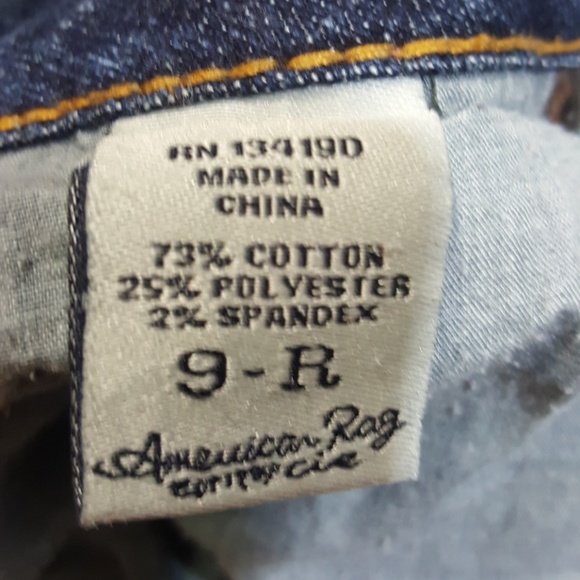 RN 134190
MADE IN
CHINA
73% COTTON
25% POLYESTER
2% SPANDEX
9-R
American Rag
cie